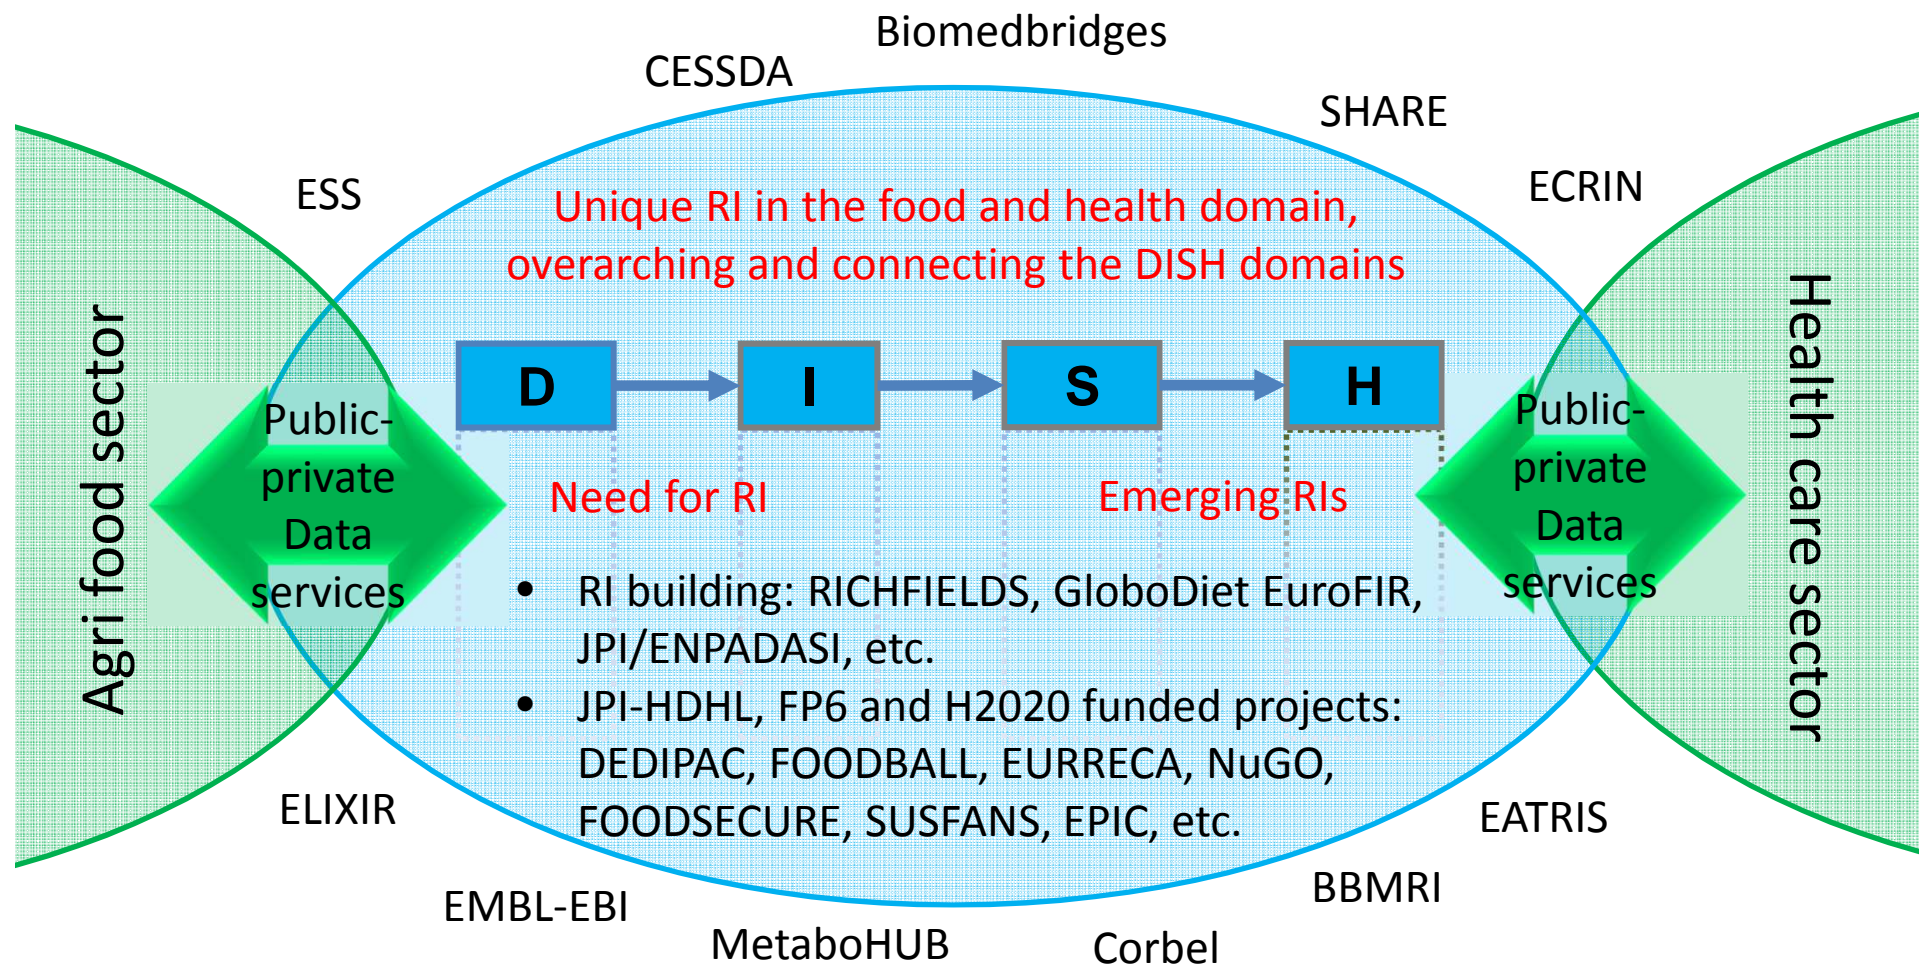 Biomedbridges
CESSDA
SHARE
ESS
ECRIN
Unique RI in the food and health domain,
overarching and connecting the DISH domains
Agri food sector
Health care sector
D
I
S
H
Public-
private
Data
services
Need for RI
Emerging RIs
Public-
private
Data
services
• RI building: RICHFIELDS, GloboDiet EuroFIR,
JPI/ENPADASI, etc.
• JPI-HDHL, FP6 and H2020 funded projects:
DEDIPAC, FOODBALL, EURRECA, NuGO,
FOODSECURE, SUSFANS, EPIC, etc.
ELIXIR
EATRIS
EMBL-EBI
BBMRI
MetaboHUB
Corbel